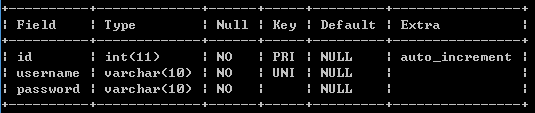 +----------+-------------+------+-----+---------+----------------+
| Field    | Type        | Null | Key | Default | Extra          |
+----------+-------------+------+-----+---------+----------------+
| id       | int(11)     | NO   | PRI | NULL    | auto_increment |
| username | varchar(10) | NO   | UNI | NULL    |                |
| password | varchar(10) | NO   |     | NULL    |                |
+----------+-------------+------+-----+---------+----------------+